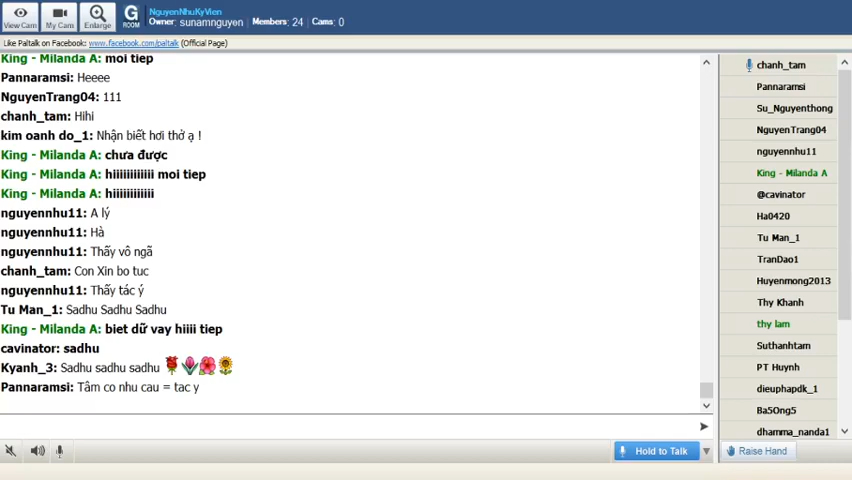 NguyenNhuKyVien
Owner: sunamnguyen Members: 24 Cams: 0
View Cam My Cam Enlarge G ROOM
Like Paltalk on Facebook: www.facebook.com/paltalk (Official Page)
King - Milanda A: moi tiep
Pannaramsi: Heeee
NguyenTrang04: 111
chanh_tam: Hihi
kim oanh do_1: Nhận biết hơi thở ạ !
King - Milanda A: chưa được
King - Milanda A: hiiiiiiiiiiii moi tiep
King - Milanda A: hiiiiiiiiiiii
nguyennhu11: A lý
nguyennhu11: Hà
nguyennhu11: Thấy vô ngã
chanh_tam: Con Xin bo tuc
nguyennhu11: Thấy tác ý
Tu Man_1: Sadhu Sadhu Sadhu
King - Milanda A: biet dữ vay hiiii tiep
cavinator: sadhu
Kyanh_3: Sadhu sadhu sadhu
Pannaramsi: Tâm co nhu cau = tac y
chanh_tam
Pannaramsi
Su_Nguyenthong
NguyenTrang04
nguyennhu11
King - Milanda A
@cavinator
Ha0420
Tu Man_1
TranDao1
Huyenmong2013
Thy Khanh
thy lam
Suthanhtam
PT Huynh
dieuphapdk_1
Ba5Ong5
dhamma_nanda1
Hold to Talk
Raise Hand